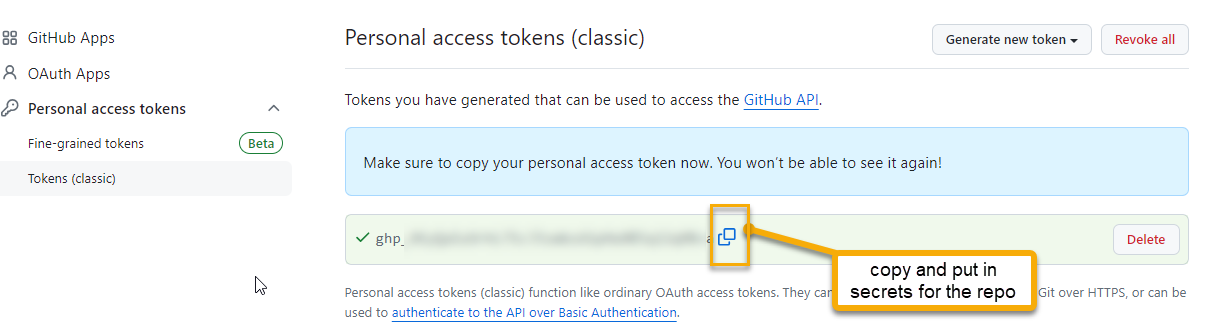 GitHub Apps
OAuth Apps
Personal access tokens
Fine-grained tokens Beta
Tokens (classic)
Personal access tokens (classic)
Generate new token
Revoke all
Tokens you have generated that can be used to access the GitHub API.
Make sure to copy your personal access token now. You won't be able to see it again!
ghp_
Delete
copy and put in
secrets for the repo
Personal access tokens (classic) function like ordinary OAuth access tokens. They can Git over HTTPS, or can be
used to authenticate to the API over Basic Authentication.